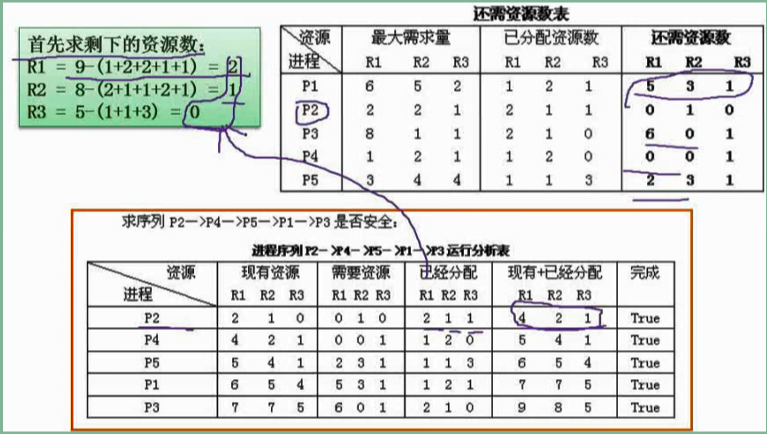 还需资源数表
首先求剩下的资源数：
R1 = 9-(1+2+2+1+1) = 2
R2 = 8-(2+1+1+2+1) = 1
R3 = 5-(1+1+3) = 0
资源 最大需求量 已分配资源数 还需资源数
进程 R1 R2 R3 R1 R2 R3 R1 R2 R3
P1 6 5 2 1 2 1 5 3 1
P2 2 2 1 2 1 1 0 1 0
P3 8 1 1 2 1 0 6 0 1
P4 1 2 1 1 2 0 0 0 1
P5 3 4 4 1 1 3 2 3 1
求序列 P2—>P4—>P5—>P1—>P3 是否安全：
进程序列 P2—>P4—>P5—>P1—>P3 运行分析表
资源 现有资源 需要资源 已经分配 现有+已经分配 完成
进程 R1 R2 R3 R1 R2 R3 R1 R2 R3 R1 R2 R3
P2 2 1 0 0 1 0 2 1 1 4 2 1 True
P4 4 2 1 0 0 1 1 2 0 5 4 1 True
P5 5 4 1 2 3 1 1 1 3 6 5 4 True
P1 6 5 4 5 3 1 1 2 1 7 7 5 True
P3 7 7 5 6 0 1 2 1 0 9 8 5 True